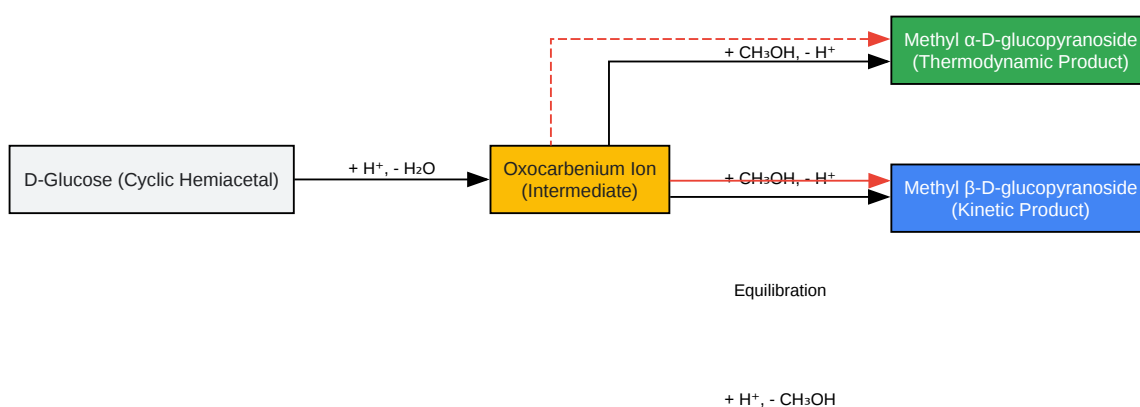 Methyl α-D-glucopyranoside
(Thermodynamic Product)
+ CH₃OH, - H⁺
D-Glucose (Cyclic Hemiacetal)
+ H⁺, - H₂O
Oxocarbenium Ion
(Intermediate)
+ CH₃OH, - H⁺
Methyl β-D-glucopyranoside
(Kinetic Product)
Equilibration
+ H⁺, - CH₃OH